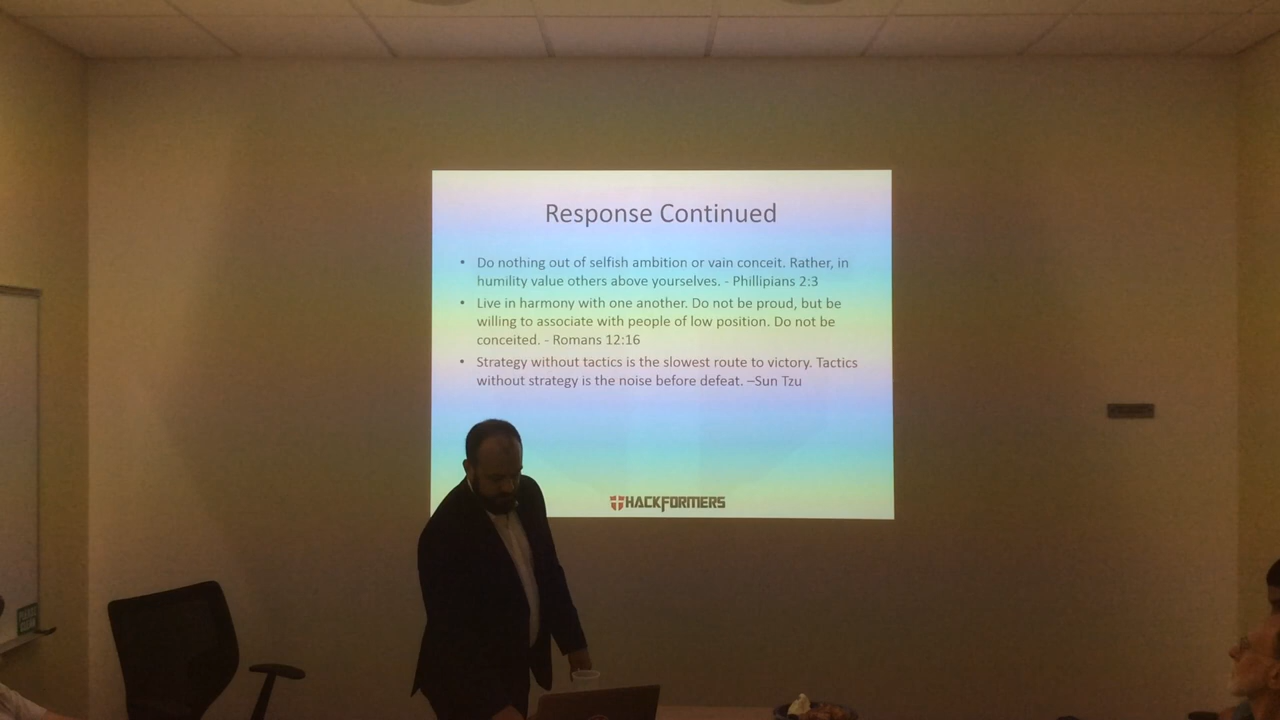 Response Continued
• Do nothing out of selfish ambition or vain conceit. Rather, in
humility value others above yourselves. - Phillipians 2:3
• Live in harmony with one another. Do not be proud, but be
willing to associate with people of low position. Do not be
conceited. - Romans 12:16
• Strategy without tactics is the slowest route to victory. Tactics
without strategy is the noise before defeat. –Sun Tzu
HACKFORMERS